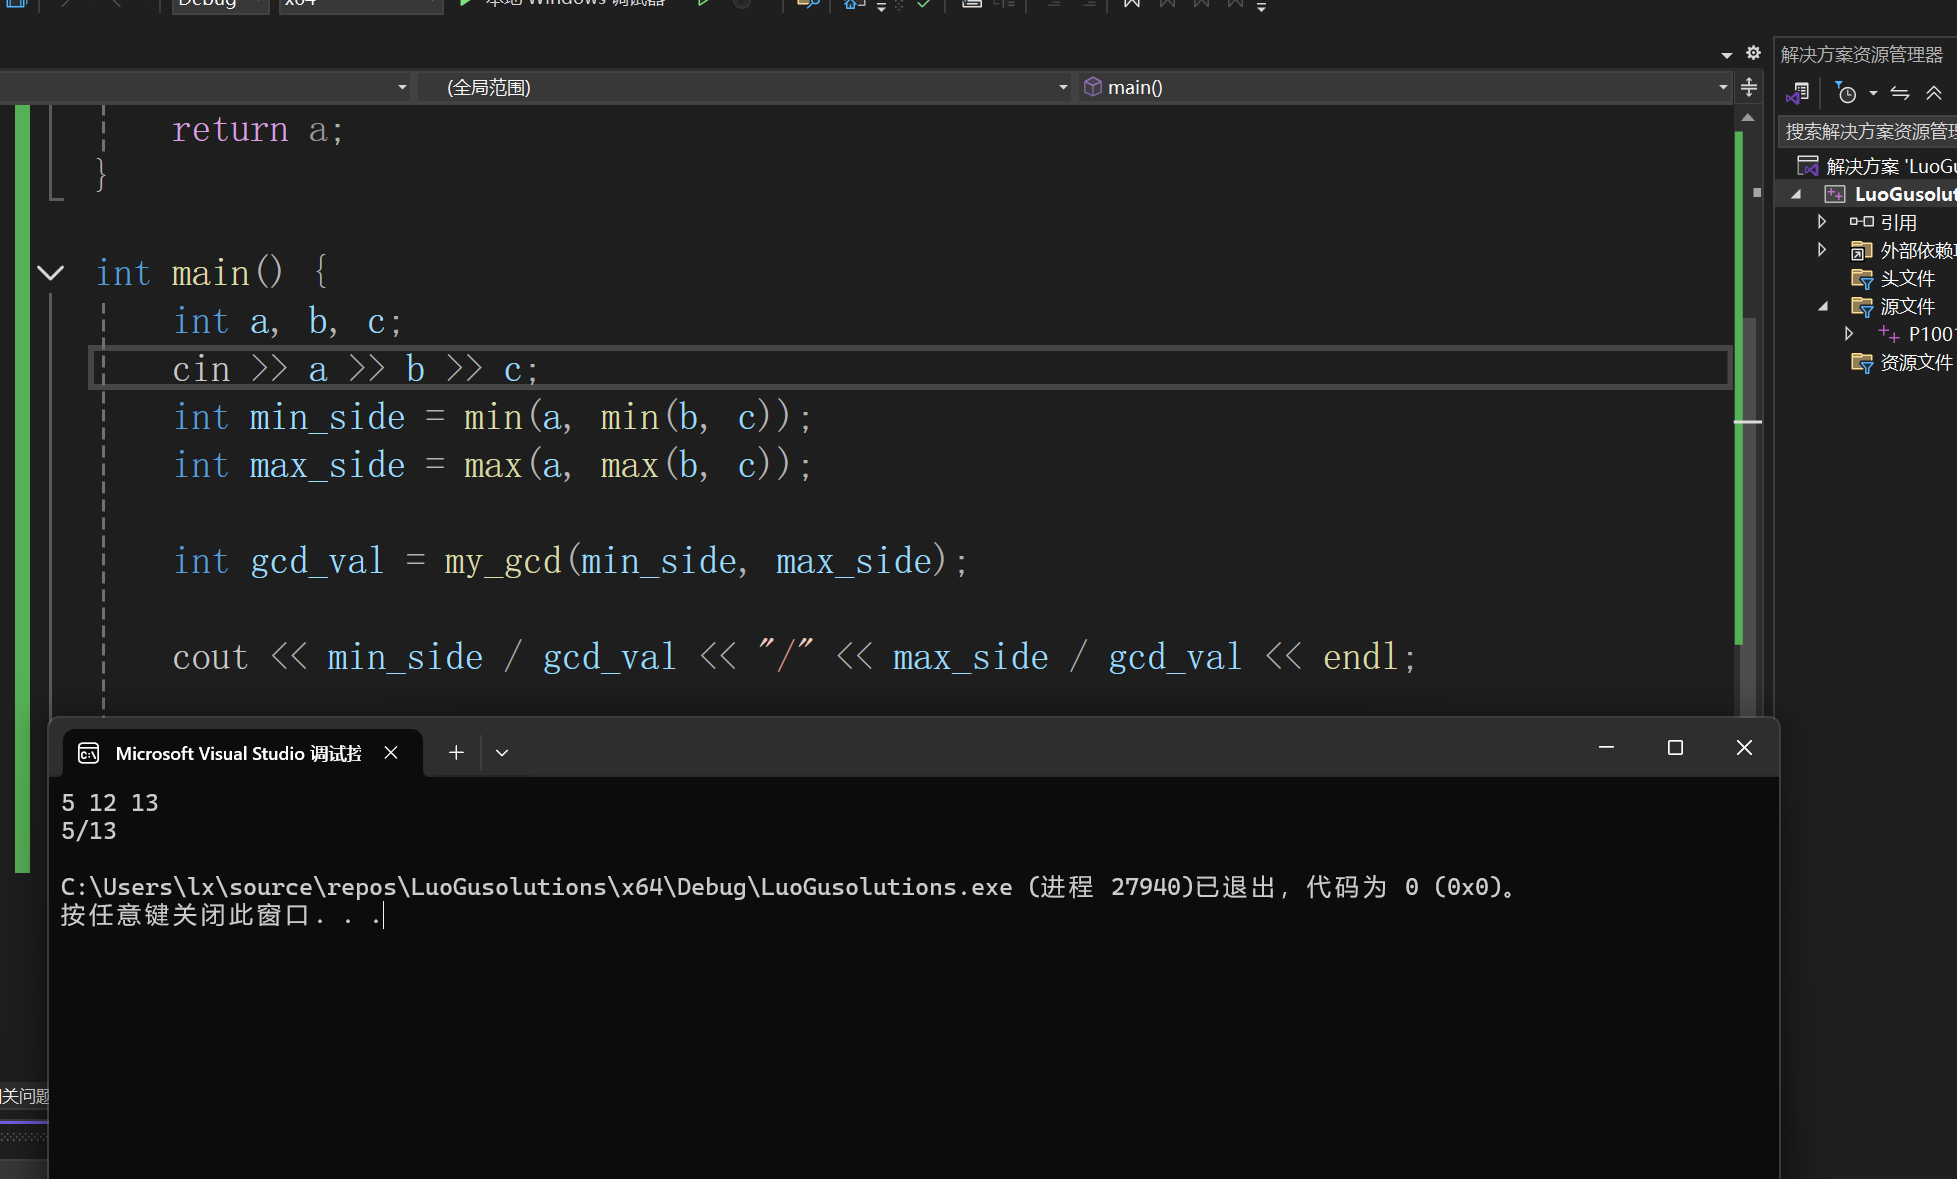 Debug x64 本地 Windows 调试器
(全局范围) main()
return a;
}
int main() {
int a, b, c;
cin >> a >> b >> c;
int min_side = min(a, min(b, c));
int max_side = max(a, max(b, c));
int gcd_val = my_gcd(min_side, max_side);
cout << min_side / gcd_val << "/" << max_side / gcd_val << endl;
解决方案资源管理器
搜索解决方案资源管
解决方案 'LuoGu
LuoGusolut
引用
外部依赖
头文件
源文件
P1001
资源文件
Microsoft Visual Studio 调试控
5 12 13
5/13
C:\Users\lx\source\repos\LuoGusolutions\x64\Debug\LuoGusolutions.exe (进程 27940)已退出，代码为 0 (0x0)。
按任意键关闭此窗口. . .
关问题